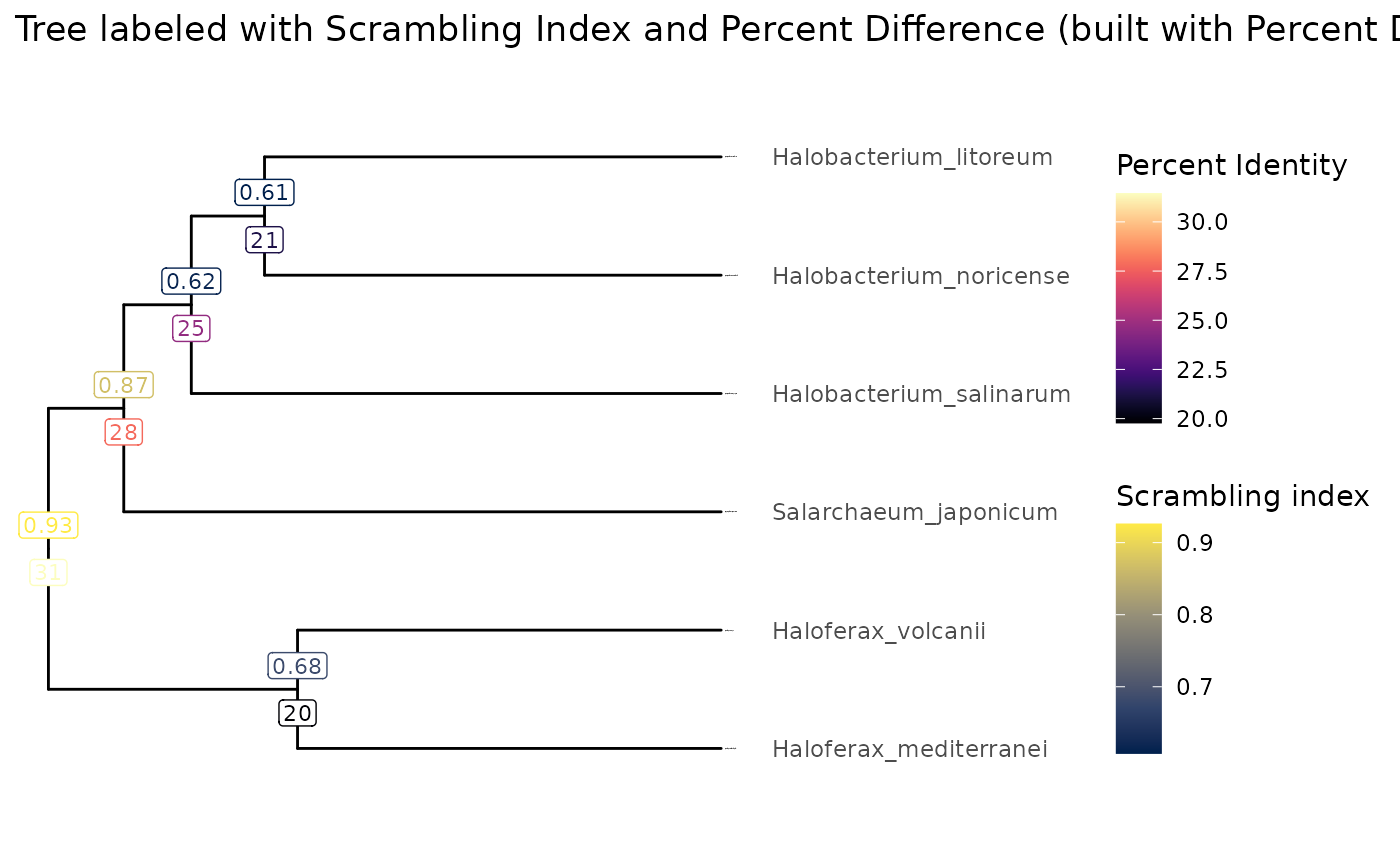 Tree labeled with Scrambling Index and Percent Difference (built with Percent
Halobacterium_litoreum
0.61
21
Halobacterium_noricense
0.62
25
Halobacterium_salinarum
0.87
28
Salarchaeum_japonicum
0.93
31
Haloferax_volcanii
0.68
20
Haloferax_mediterranei
Percent Identity
30.0
27.5
25.0
22.5
20.0
Scrambling index
0.9
0.8
0.7